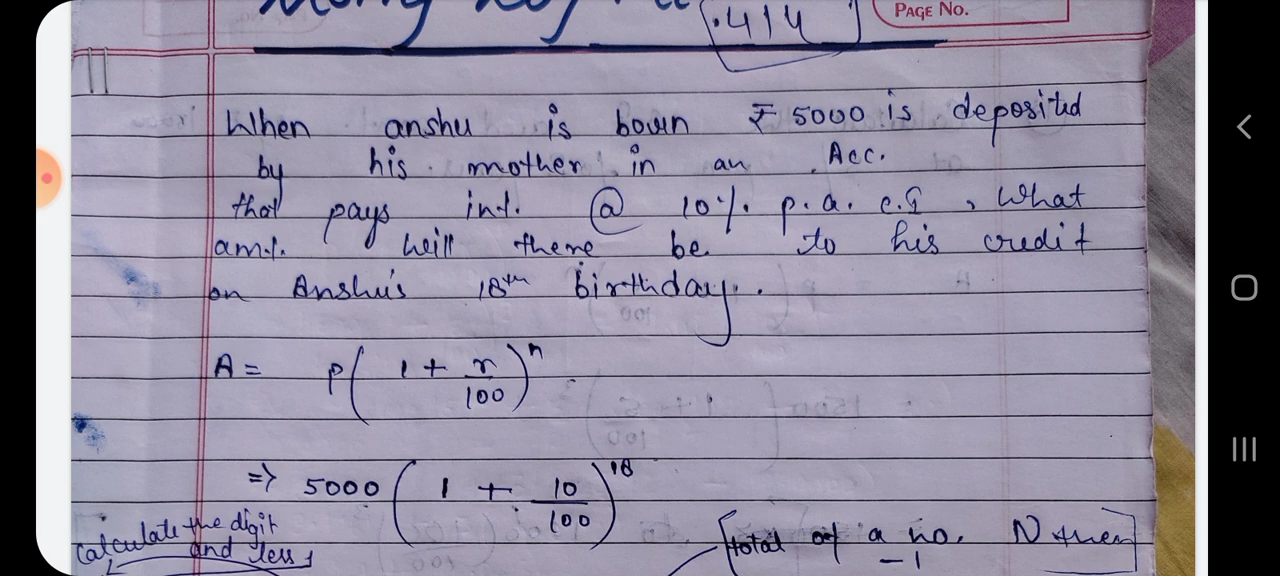 .414
PAGE NO.
When anshu is born ₹ 5000 is deposited
by his mother in an Acc.
that pays int. @ 10%. p.a. c.I , What
amt. will there be to his credit
on Anshu's 18th birthday.
A = P(1 + r/100)^n
=> 5000 (1 + 10/100)^18
Calculate the digit
and less 1
[total of a no. N then]
-1